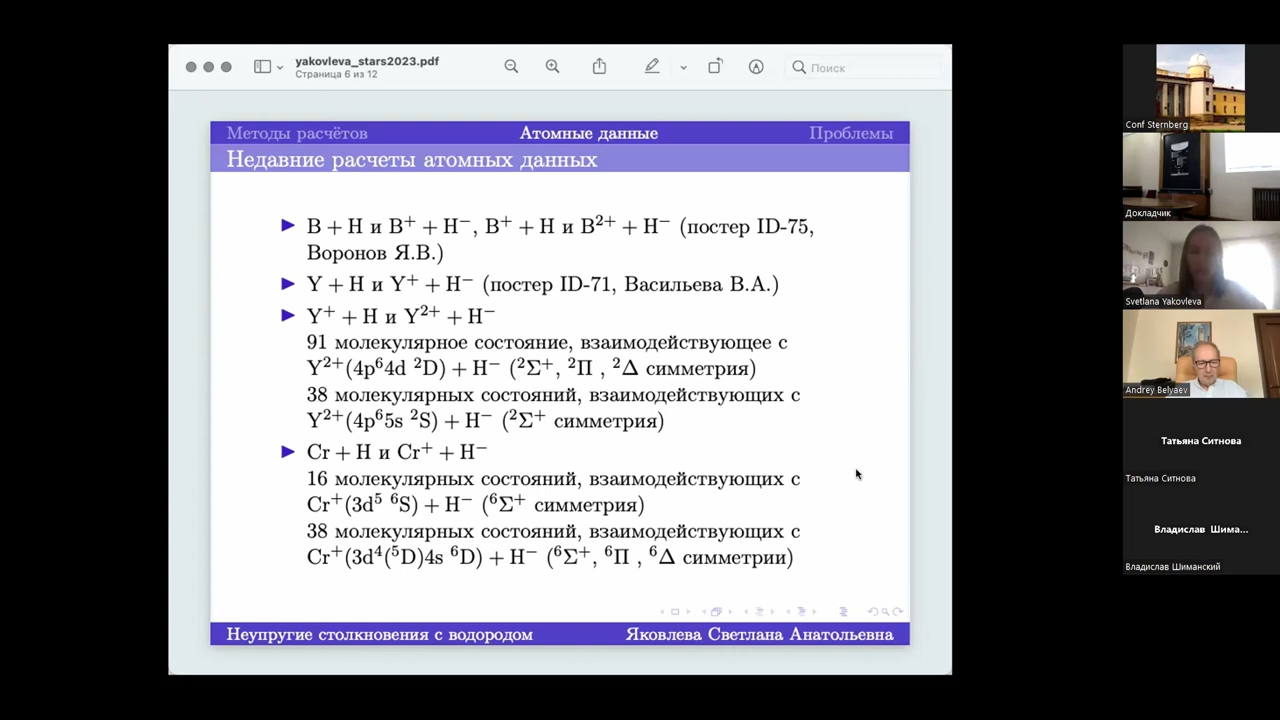 yakovleva_stars2023.pdf
Страница 6 из 12
Поиск
Методы расчётов Атомные данные Проблемы
Недавние расчеты атомных данных
B + H и B⁺ + H⁻, B⁺ + H и B²⁺ + H⁻ (постер ID-75,
Воронов Я.В.)
Y + H и Y⁺ + H⁻ (постер ID-71, Васильева В.А.)
Y⁺ + H и Y²⁺ + H⁻
91 молекулярное состояние, взаимодействующее с
Y²⁺(4p⁶4d ²D) + H⁻ (²Σ⁺, ²Π , ²Δ симметрия)
38 молекулярных состояний, взаимодействующих с
Y²⁺(4p⁶5s ²S) + H⁻ (²Σ⁺ симметрия)
Cr + H и Cr⁺ + H⁻
16 молекулярных состояний, взаимодействующих с
Cr⁺(3d⁵ ⁶S) + H⁻ (⁶Σ⁺ симметрия)
38 молекулярных состояний, взаимодействующих с
Cr⁺(3d⁴(⁵D)4s ⁶D) + H⁻ (⁶Σ⁺, ⁶Π , ⁶Δ симметрии)
Неупругие столкновения с водородом Яковлева Светлана Анатольевна
Conf Sternberg
Докладчик
Svetlana Yakovleva
Andrey Belyaev
Татьяна Ситнова
Татьяна Ситнова
Владислав Шима...
Владислав Шиманский